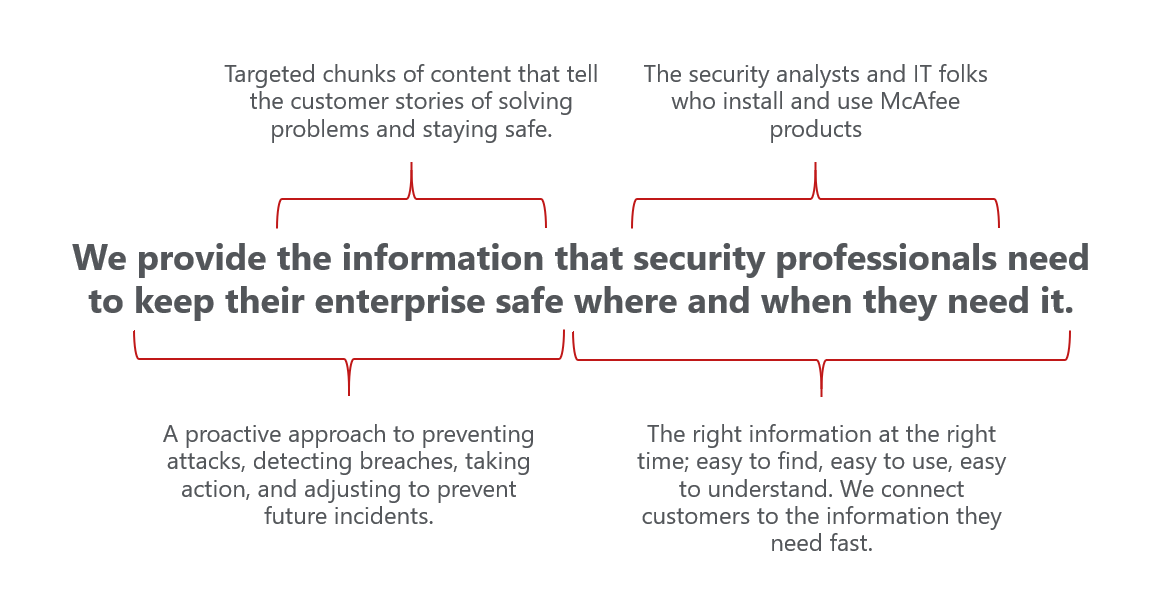 Targeted chunks of content that tell
the customer stories of solving
problems and staying safe.
The security analysts and IT folks
who install and use McAfee
products
We provide the information that security professionals need
to keep their enterprise safe where and when they need it.
A proactive approach to preventing
attacks, detecting breaches, taking
action, and adjusting to prevent
future incidents.
The right information at the right
time; easy to find, easy to use, easy
to understand. We connect
customers to the information they
need fast.